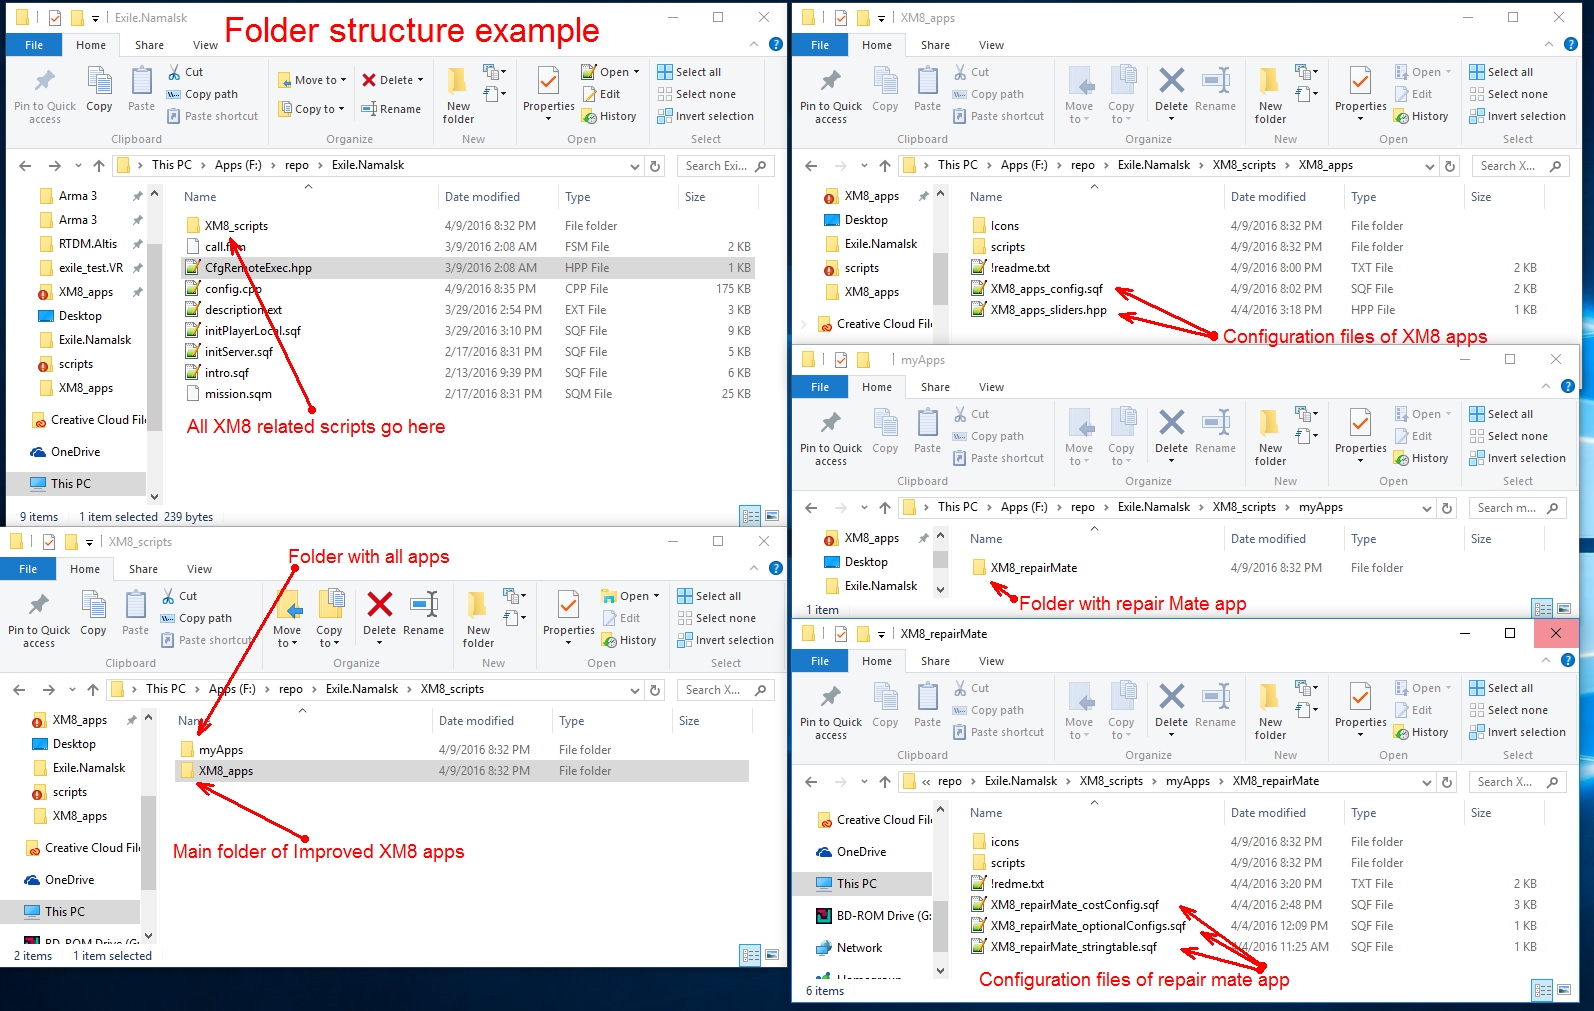 Exile.Namalsk
Folder structure example
File Home Share View
Pin to Quick access
Copy
Paste
Cut
Copy path
Paste shortcut
Move to
Copy to
Delete
Rename
New folder
Properties
Open
Edit
History
Select all
Select none
Invert selection
Clipboard Organize New Open Select
This PC Apps (F:) repo Exile.Namalsk
Search Exi...
Arma 3
Arma 3
RTDM.Altis
exile_test.VR
XM8_apps
Desktop
Exile.Namalsk
scripts
XM8_apps
Creative Cloud Fil
OneDrive
This PC
Name Date modified Type Size
XM8_scripts 4/9/2016 8:32 PM File folder
3/9/2016 2:08 AM FSM File 2 KB
CfgRemoteExec.hpp 3/9/2016 2:08 AM HPP File 1 KB
config.cpp 4/9/2016 8:35 PM CPP File 175 KB
description.ext 3/29/2016 2:54 PM EXT File 3 KB
initPlayerLocal.sqf 3/29/2016 3:10 PM SQF File 9 KB
initServer.sqf 2/17/2016 8:31 PM SQF File 5 KB
intro.sqf 2/13/2016 9:39 PM SQF File 6 KB
mission.sqm 2/17/2016 8:31 PM SQM File 25 KB
All XM8 related scripts go here
9 items 1 item selected 239 bytes
XM8_scripts
Folder with all apps
File Home Share View
Pin to Quick access
Copy
Paste
Cut
Copy path
Paste shortcut
Move to
Copy to
Delete
Rename
New folder
Properties
Open
Edit
History
Select all
Select none
Invert selection
Clipboard Organize New Open Select
This PC Apps (F:) repo Exile.Namalsk XM8_scripts
Search X...
XM8_apps
Desktop
Exile.Namalsk
scripts
XM8_apps
Creative Cloud File
OneDrive
This PC
BD-ROM Drive (G:
Name Date modified Type Size
myApps 4/9/2016 8:32 PM File folder
XM8_apps 4/9/2016 8:32 PM File folder
Main folder of Improved XM8 apps
2 items 1 item selected
XM8_apps
File Home Share View
Pin to Quick access
Copy
Paste
Cut
Copy path
Paste shortcut
Move to
Copy to
Delete
Rename
New folder
Properties
Open
Edit
History
Select all
Select none
Invert selection
Clipboard Organize New Open Select
This PC Apps (F:) repo Exile.Namalsk XM8_scripts XM8_apps
Search X...
XM8_apps
Desktop
Exile.Namalsk
scripts
XM8_apps
Creative Cloud File
Name Date modified Type Size
Icons 4/9/2016 8:32 PM File folder
scripts 4/9/2016 8:32 PM File folder
!readme.txt 4/9/2016 8:00 PM TXT File 2 KB
XM8_apps_config.sqf 4/9/2016 8:02 PM SQF File 2 KB
XM8_apps_sliders.hpp 4/4/2016 3:18 PM HPP File 1 KB
Configuration files of XM8 apps
myApps
File Home Share View
Pin to Quick access
Copy
Paste
Cut
Copy path
Paste shortcut
Move to
Copy to
Delete
Rename
New folder
Properties
Open
Edit
History
Select all
Select none
Invert selection
Clipboard Organize New Open Select
This PC Apps (F:) repo Exile.Namalsk XM8_scripts myApps
Search m...
XM8_apps
Desktop
Exile.Namalsk
Name Date modified Type Size
XM8_repairMate 4/9/2016 8:32 PM File folder
Folder with repair Mate app
1 item
XM8_repairMate
File Home Share View
Pin to Quick access
Copy
Paste
Cut
Copy path
Paste shortcut
Move to
Copy to
Delete
Rename
New folder
Properties
Open
Edit
History
Select all
Select none
Invert selection
Clipboard Organize New Open Select
« repo Exile.Namalsk XM8_scripts myApps XM8_repairMate
Search X...
Creative Cloud File
OneDrive
This PC
BD-ROM Drive (G:
Network
Homegroup
Name Date modified Type Size
icons 4/9/2016 8:32 PM File folder
scripts 4/9/2016 8:32 PM File folder
!redme.txt 4/4/2016 3:20 PM TXT File 2 KB
XM8_repairMate_costConfig.sqf 4/4/2016 2:48 PM SQF File 3 KB
XM8_repairMate_optionalConfigs.sqf 4/4/2016 12:09 PM SQF File 1 KB
XM8_repairMate_stringtable.sqf 4/4/2016 11:25 AM SQF File 1 KB
Configuration files of repair mate app
6 items